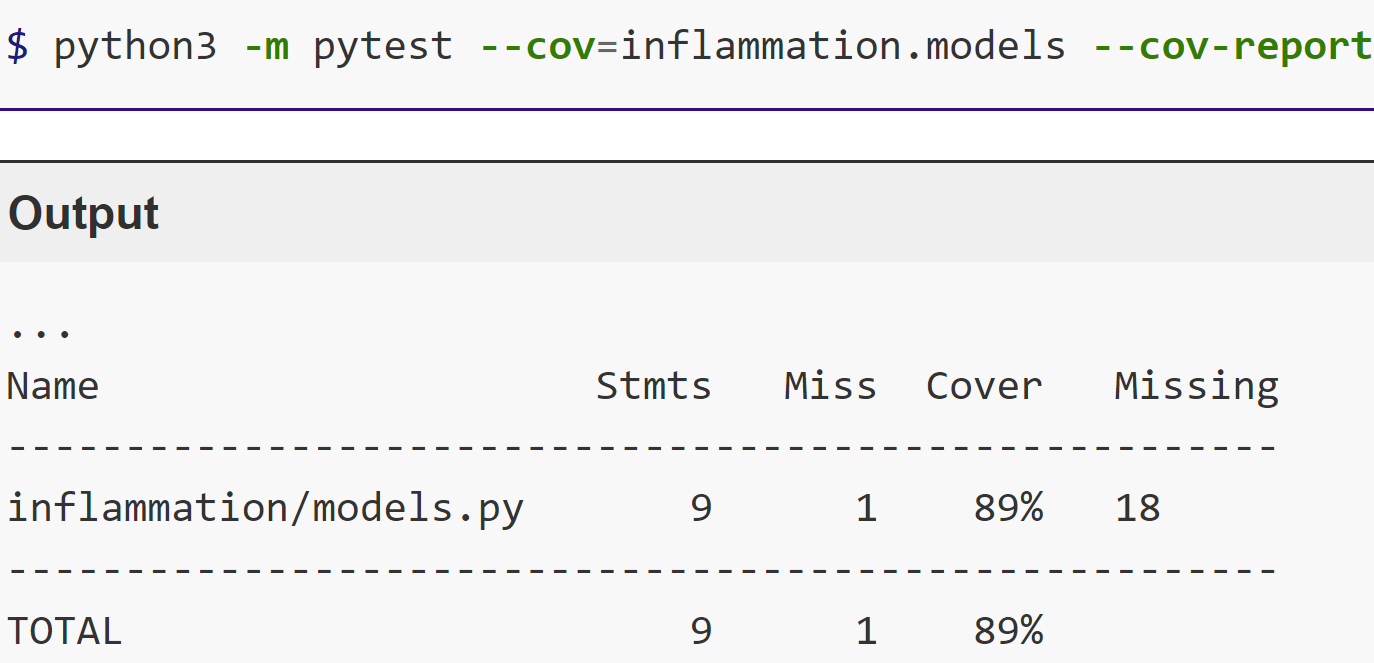 $ python3 -m pytest --cov=inflammation.models --cov-report
Output
...
Name Stmts Miss Cover Missing
------------------------------------------------------
inflammation/models.py 9 1 89% 18
------------------------------------------------------
TOTAL 9 1 89%